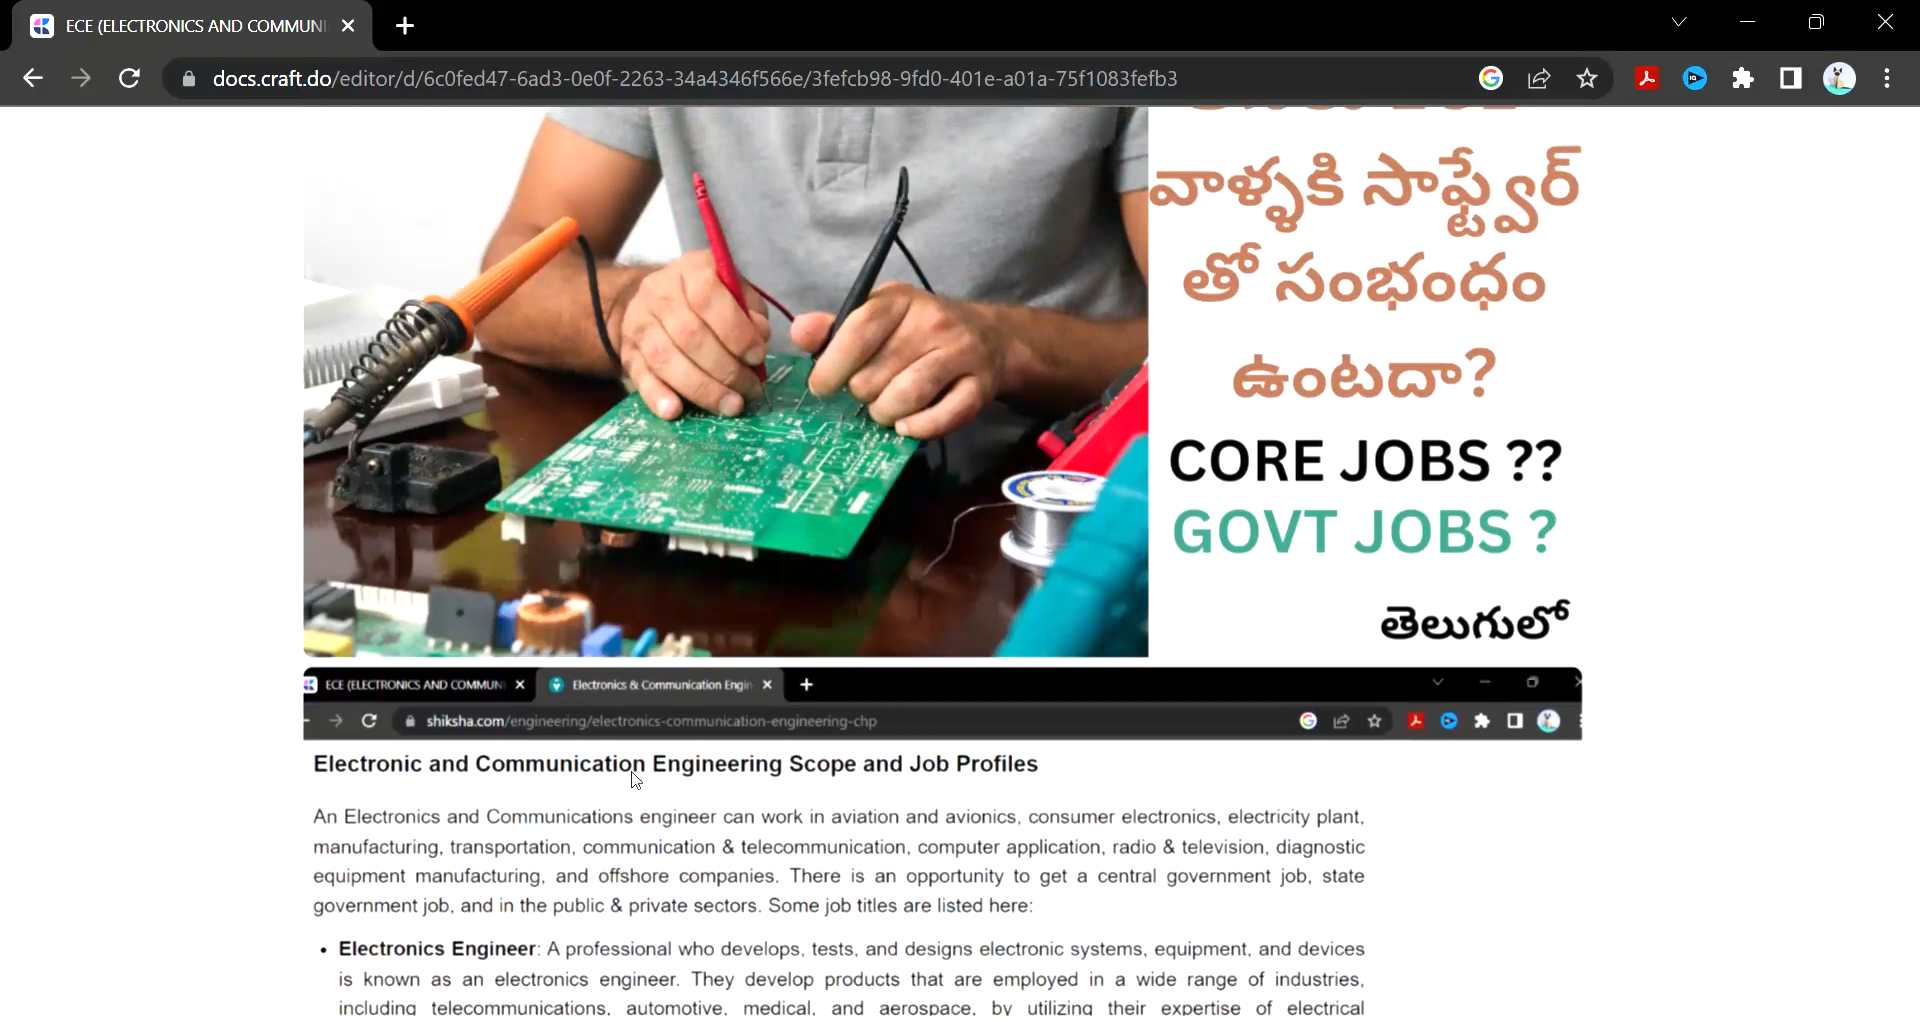 ECE (ELECTRONICS AND COMMUNI
docs.craft.do/editor/d/6c0fed47-6ad3-0e0f-2263-34a4346f566e/3fefcb98-9fd0-401e-a01a-75f1083fefb3
వాళ్ళకి సాఫ్ట్వేర్
తో సంభంధం
ఉంటదా?
CORE JOBS ??
GOVT JOBS ?
తెలుగులో
ECE (ELECTRONICS AND COMMUN
Electronics & Communication Engin
shiksha.com/engineering/electronics-communication-engineering-chp
Electronic and Communication Engineering Scope and Job Profiles
An Electronics and Communications engineer can work in aviation and avionics, consumer electronics, electricity plant,
manufacturing, transportation, communication & telecommunication, computer application, radio & television, diagnostic
equipment manufacturing, and offshore companies. There is an opportunity to get a central government job, state
government job, and in the public & private sectors. Some job titles are listed here:
• Electronics Engineer: A professional who develops, tests, and designs electronic systems, equipment, and devices
is known as an electronics engineer. They develop products that are employed in a wide range of industries,
including telecommunications, automotive, medical, and aerospace, by utilizing their expertise of electrical